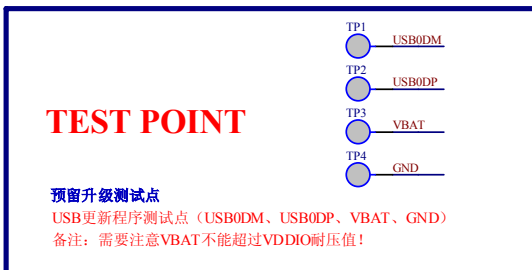 TP1
USB0DM
TP2
USB0DP
TP3
VBAT
TP4
GND
TEST POINT
预留升级测试点
USB更新程序测试点（USB0DM、USB0DP、VBAT、GND）
备注：需要注意VBAT不能超过VDDIO耐压值！